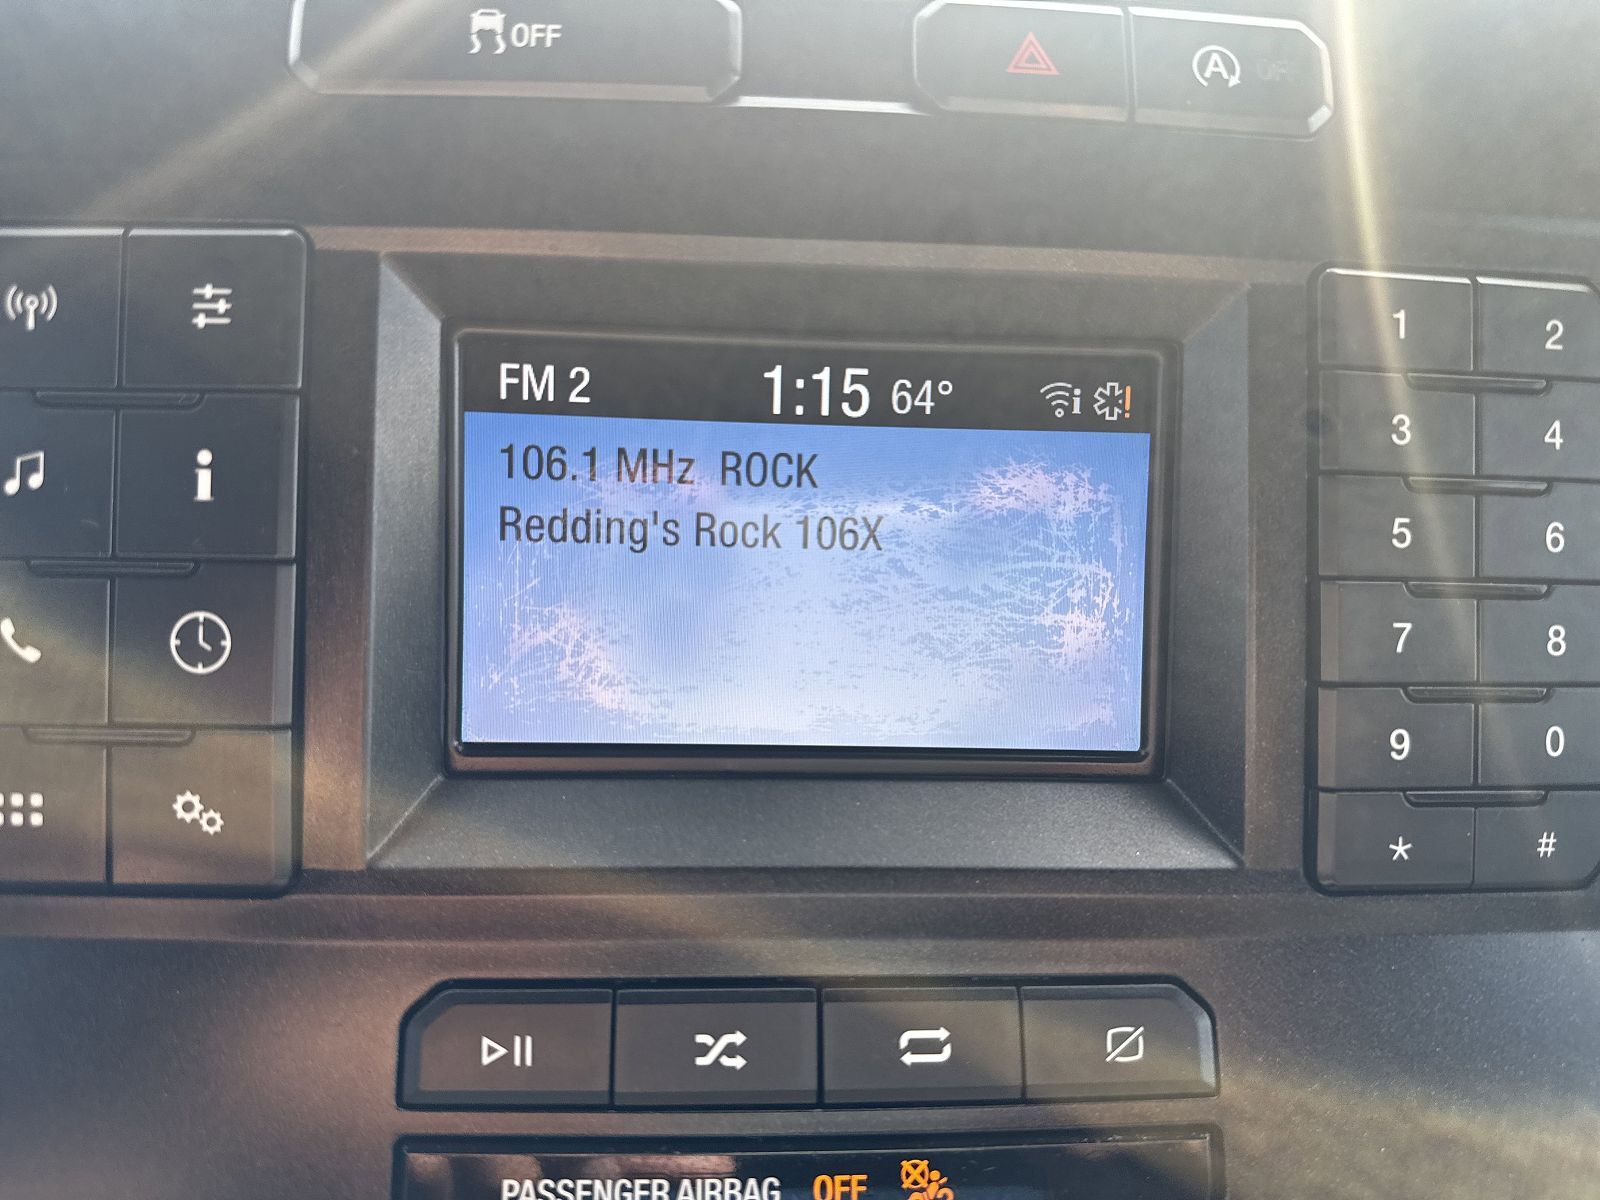 OFF
A OFF
FM 2 1:15 64°
106.1 MHz ROCK
Redding's Rock 106X
1 2
3 4
5 6
7 8
9 0
* #
PASSENGER AIRBAG OFF